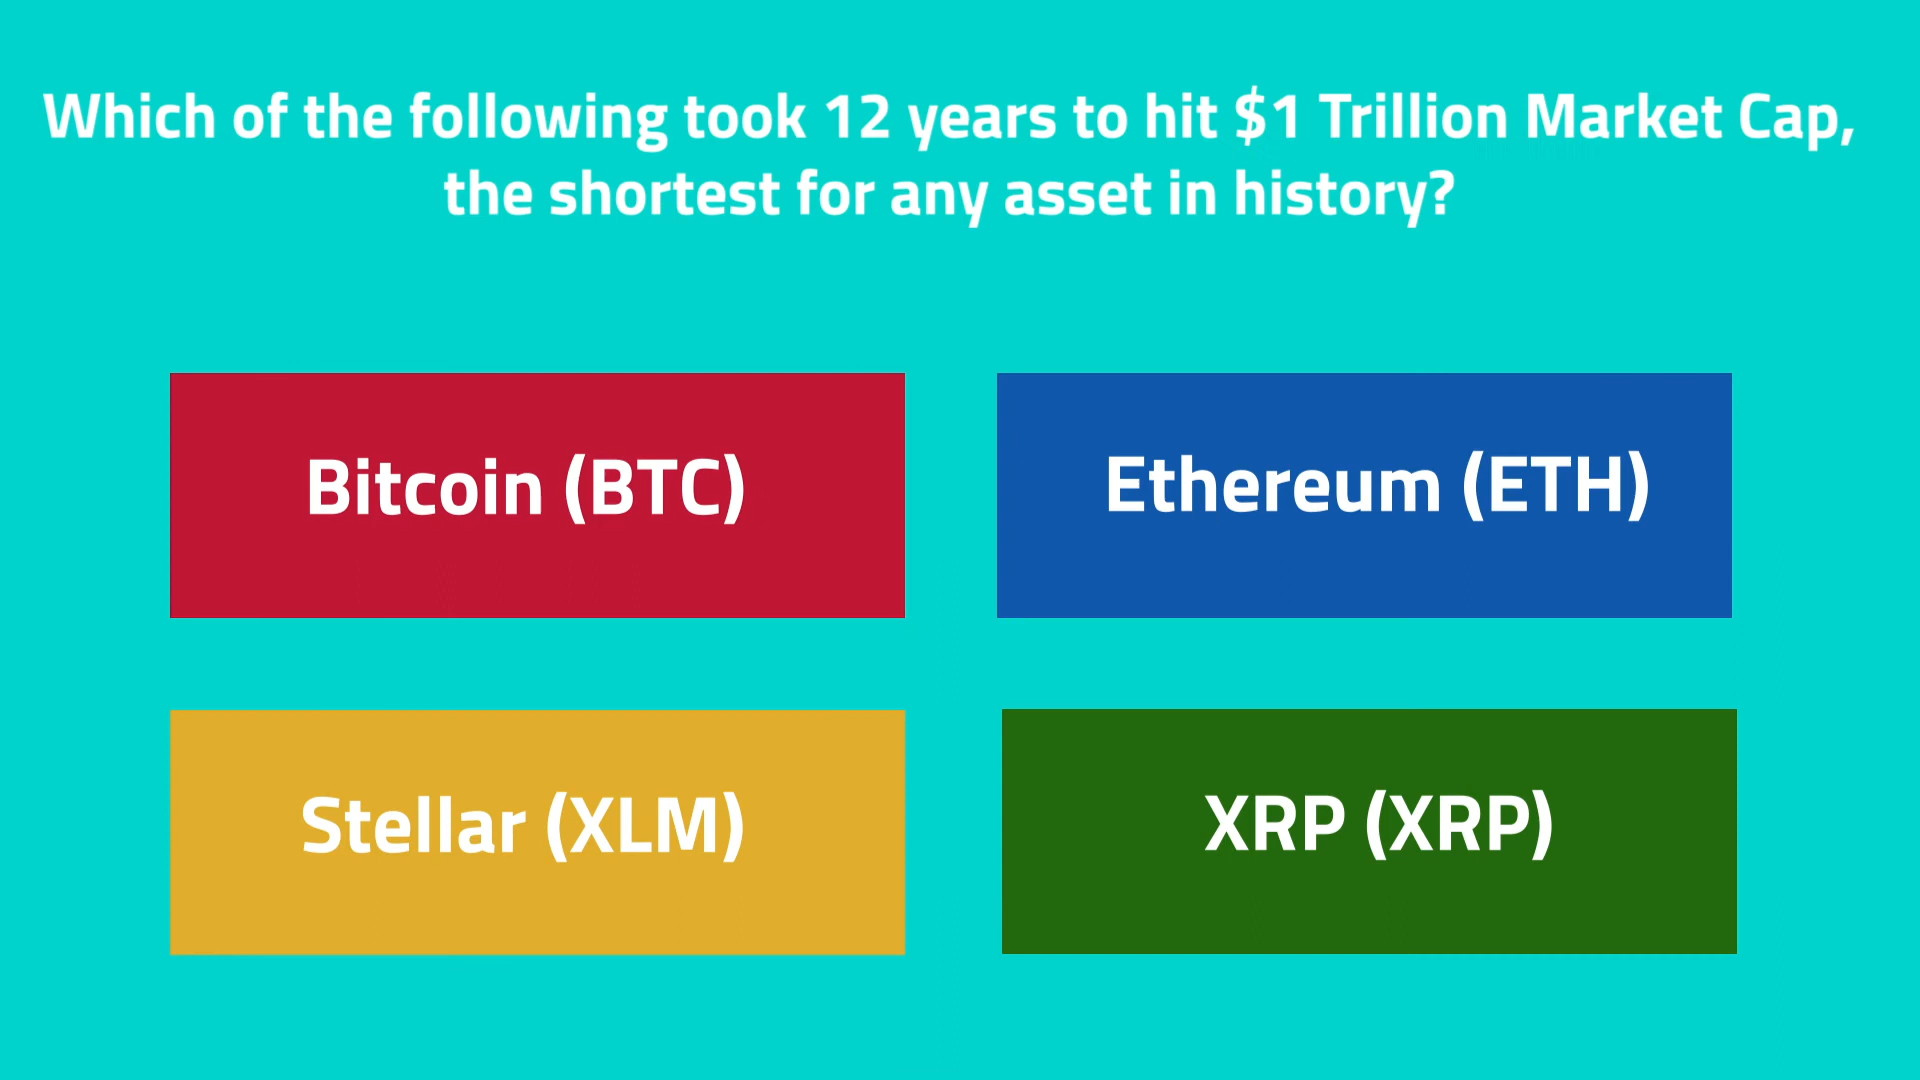 Which of the following took 12 years to hit $1 Trillion Market Cap,
the shortest for any asset in history?
Bitcoin (BTC)
Ethereum (ETH)
Stellar (XLM)
XRP (XRP)